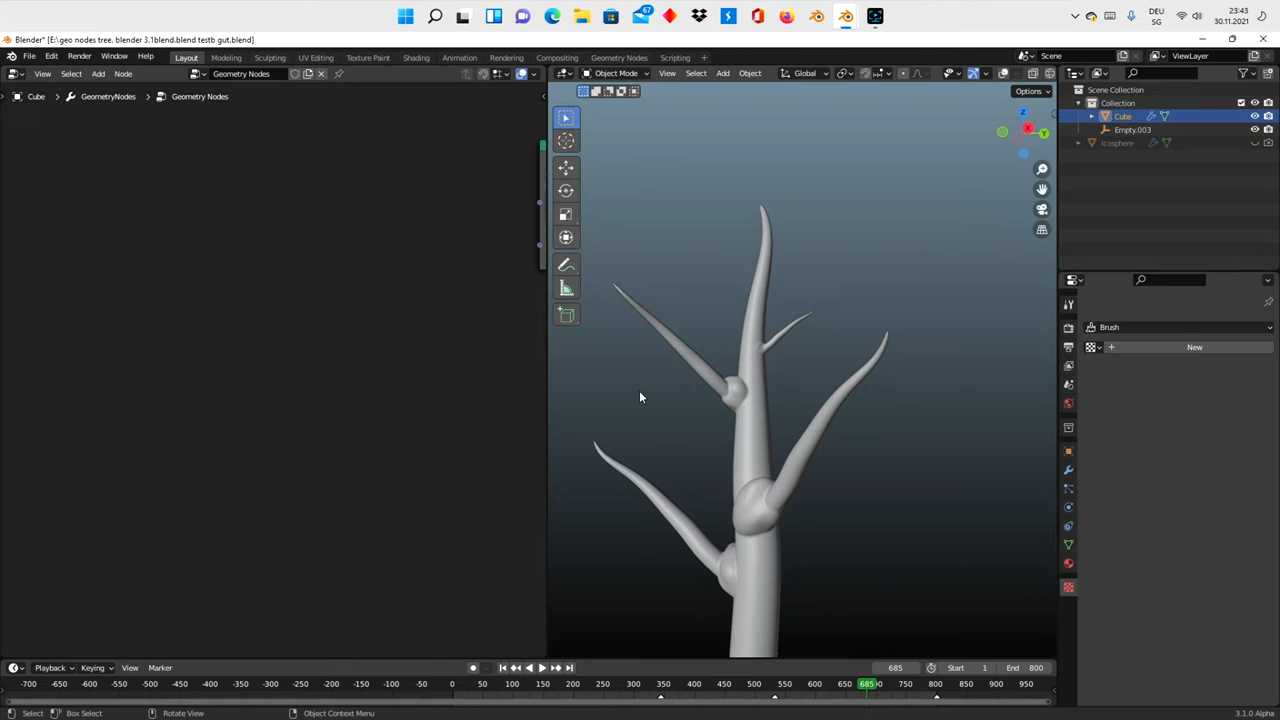 67
DEU
SG
23:43
30.11.2021
Blender* [E:\geo nodes tree. blender 3.1blend.blend testb gut.blend]
File Edit Render Window Help
Layout Modeling Sculpting UV Editing Texture Paint Shading Animation Rendering Compositing Geometry Nodes Scripting
Scene
ViewLayer
View Select Add Node
Geometry Nodes
Object Mode
View Select Add Object
Global
Cube GeometryNodes Geometry Nodes
Options
Z
X
Y
Scene Collection
Collection
Cube
Empty.003
Icosphere
Brush
New
Playback Keying View Marker
685
Start 1
End 800
-700 -650 -600 -550 -500 -450 -400 -350 -300 -250 -200 -150 -100 -50 0 50 100 150 200 250 300 350 400 450 500 550 600 650 685 750 800 850 900 950
Select
Box Select
Rotate View
Object Context Menu
3.1.0 Alpha